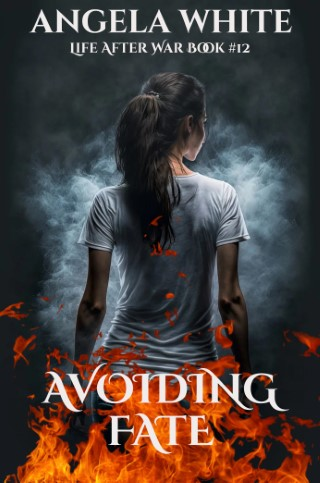 ANGELA WHITE
LIFE AFTER WAR BOOK #12
AVOIDING
FATE